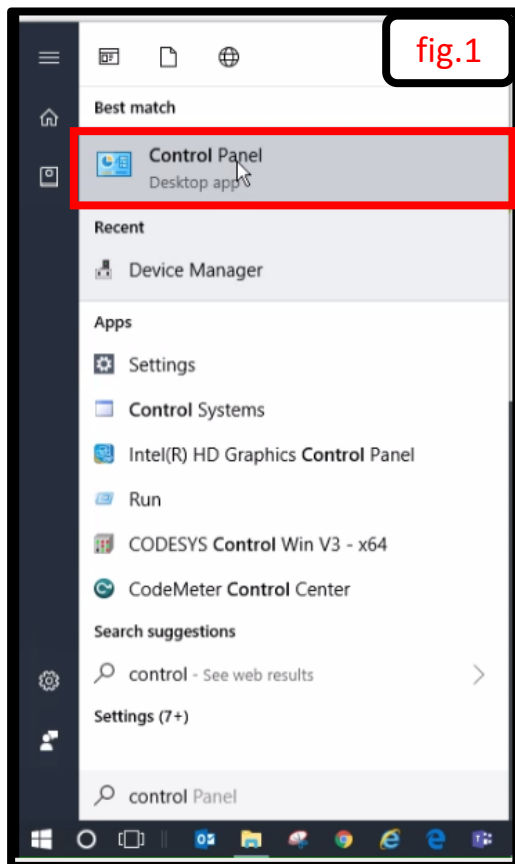 fig.1
Best match
Control Panel
Desktop app
Recent
Device Manager
Apps
Settings
Control Systems
Intel(R) HD Graphics Control Panel
Run
CODESYS Control Win V3 - x64
CodeMeter Control Center
Search suggestions
control - See web results
Settings (7+)
control Panel